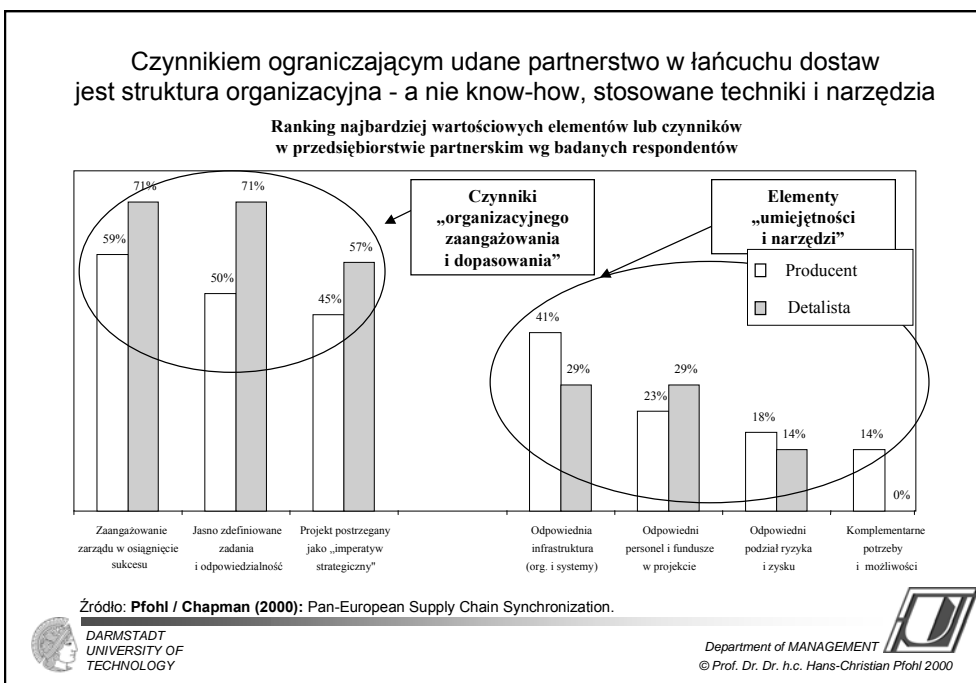 Czynnikiem ograniczającym udane partnerstwo w łańcuchu dostaw
jest struktura organizacyjna - a nie know-how, stosowane techniki i narzędzia
Ranking najbardziej wartościowych elementów lub czynników
w przedsiębiorstwie partnerskim wg badanych respondentów
Czynniki
„organizacyjnego
zaangażowania
i dopasowania”
Elementy
„umiejętności
i narzędzi”
Producent
Detalista
59%
71%
50%
71%
45%
57%
41%
29%
23%
29%
18%
14%
14%
0%
Zaangażowanie
zarządu w osiągnięcie
sukcesu
Jasno zdefiniowane
zadania
i odpowiedzialność
Projekt postrzegany
jako „imperatyw
strategiczny"
Odpowiednia
infrastruktura
(org. i systemy)
Odpowiedni
personel i fundusze
w projekcie
Odpowiedni
podział ryzyka
i zysku
Komplementarne
potrzeby
i możliwości
Źródło: Pfohl / Chapman (2000): Pan-European Supply Chain Synchronization.
DARMSTADT
UNIVERSITY OF
TECHNOLOGY
Department of MANAGEMENT
© Prof. Dr. Dr. h.c. Hans-Christian Pfohl 2000